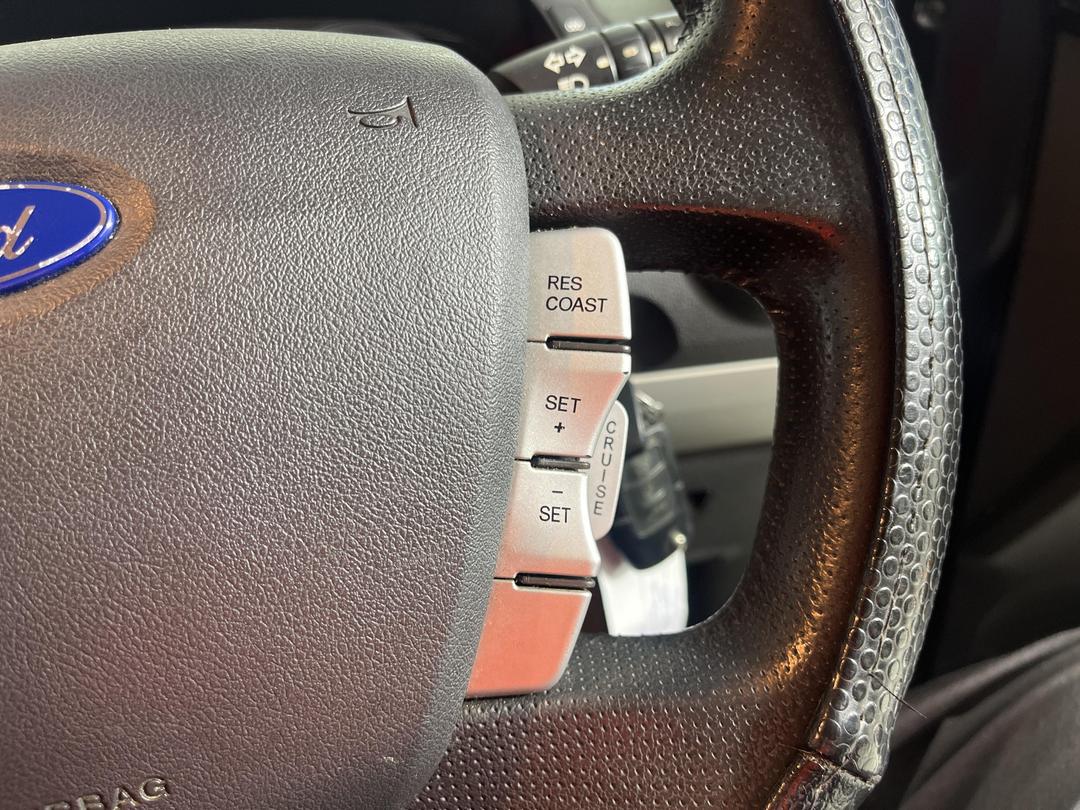 RES
COAST
SET
+
CRUISE
−
SET